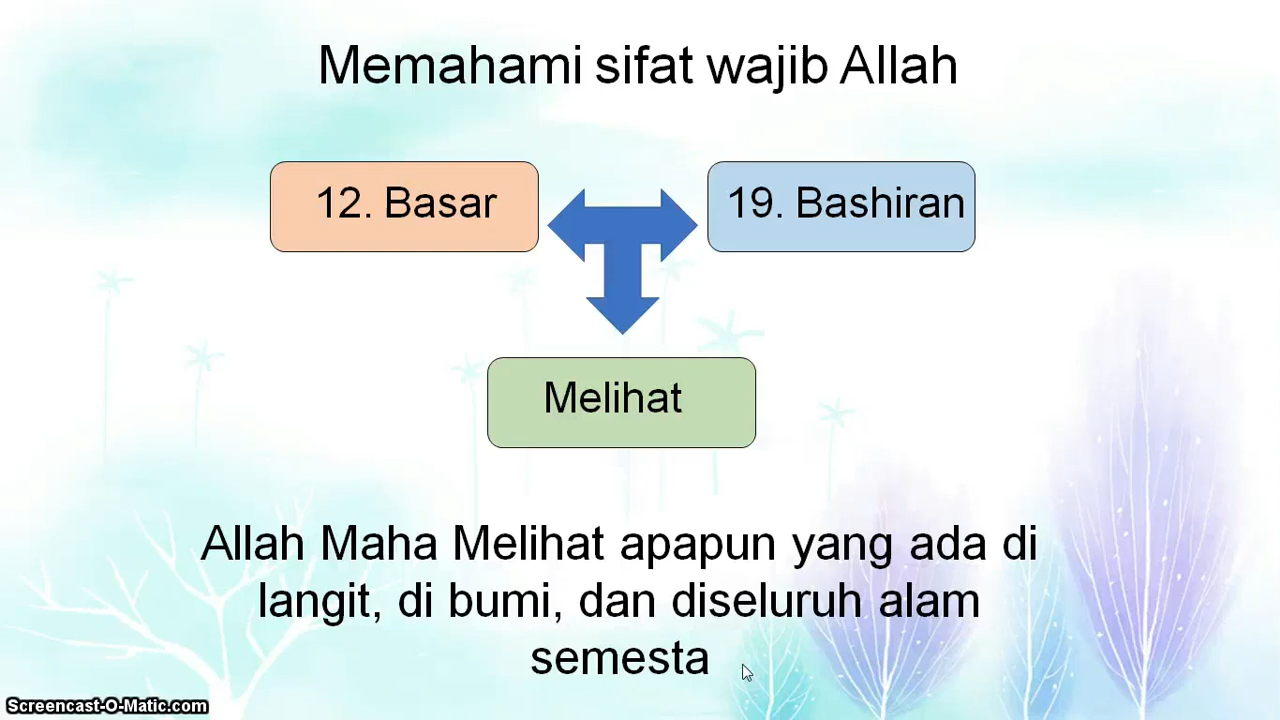 Memahami sifat wajib Allah
12. Basar
19. Bashiran
Melihat
Allah Maha Melihat apapun yang ada di
langit, di bumi, dan diseluruh alam
semesta
Screencast-O-Matic.com